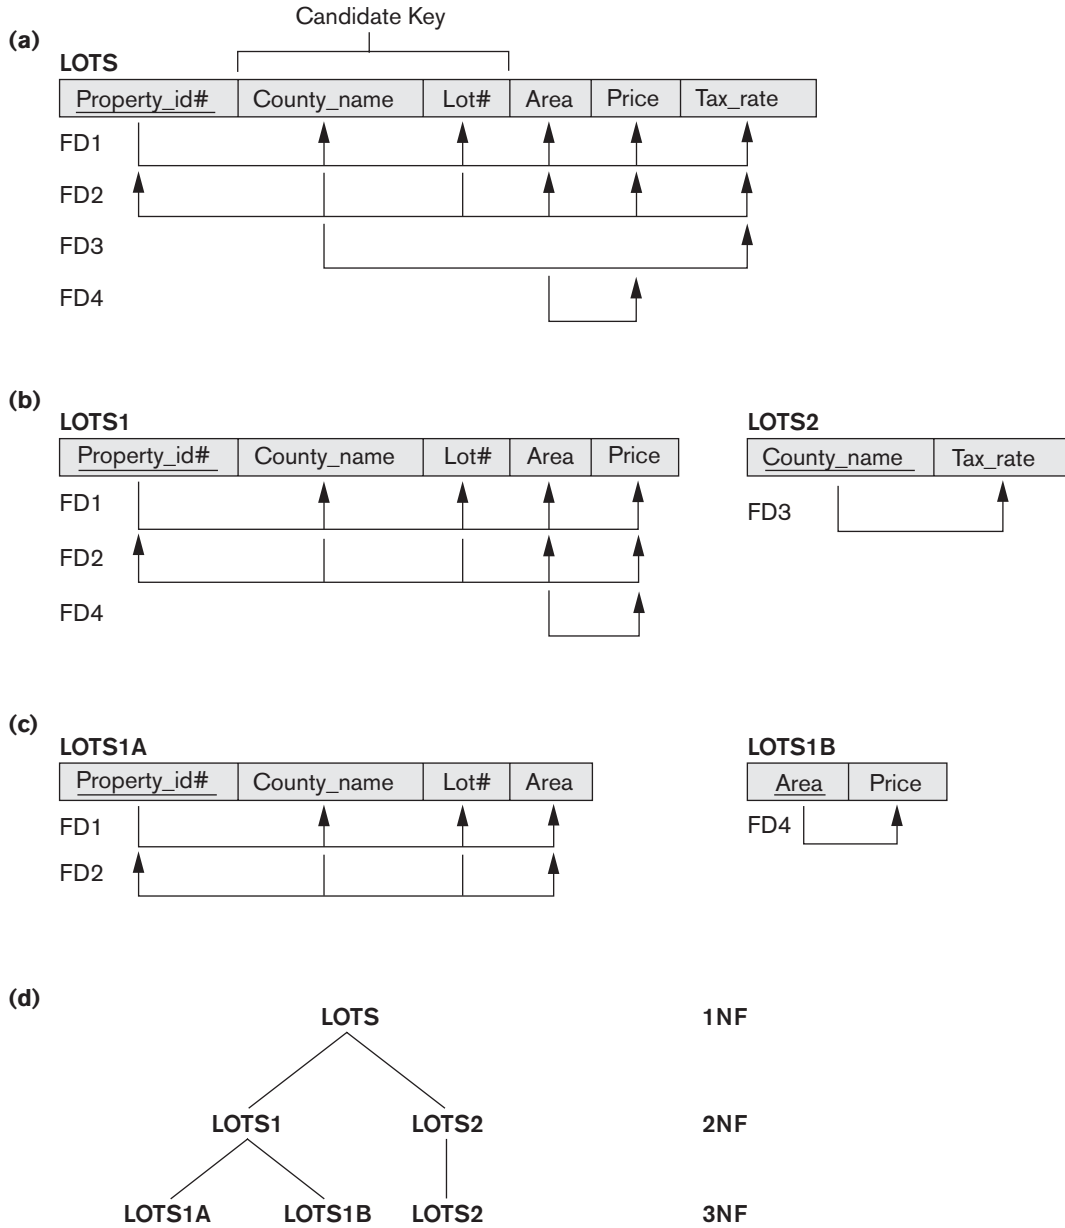 Candidate Key
(a)
LOTS
Property_id# County_name Lot# Area Price Tax_rate
FD1
FD2
FD3
FD4
(b)
LOTS1 LOTS2
Property_id# County_name Lot# Area Price County_name Tax_rate
FD1
FD3
FD2
FD4
(c)
LOTS1A LOTS1B
Property_id# County_name Lot# Area Area Price
FD1 FD4
FD2
(d)
LOTS 1NF
LOTS1 LOTS2 2NF
LOTS1A LOTS1B LOTS2 3NF